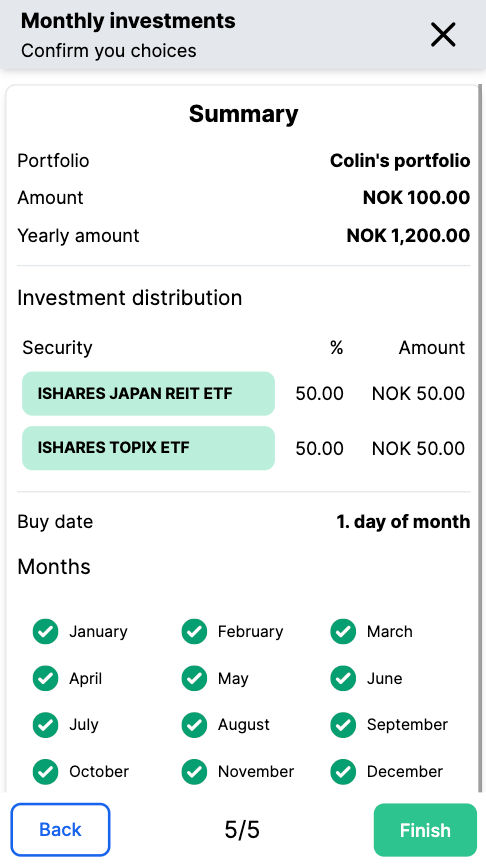 Monthly investments
Confirm you choices
Summary
Portfolio Colin's portfolio
Amount NOK 100.00
Yearly amount NOK 1,200.00
Investment distribution
Security % Amount
ISHARES JAPAN REIT ETF 50.00 NOK 50.00
ISHARES TOPIX ETF 50.00 NOK 50.00
Buy date 1. day of month
Months
January February March
April May June
July August September
October November December
Back 5/5 Finish